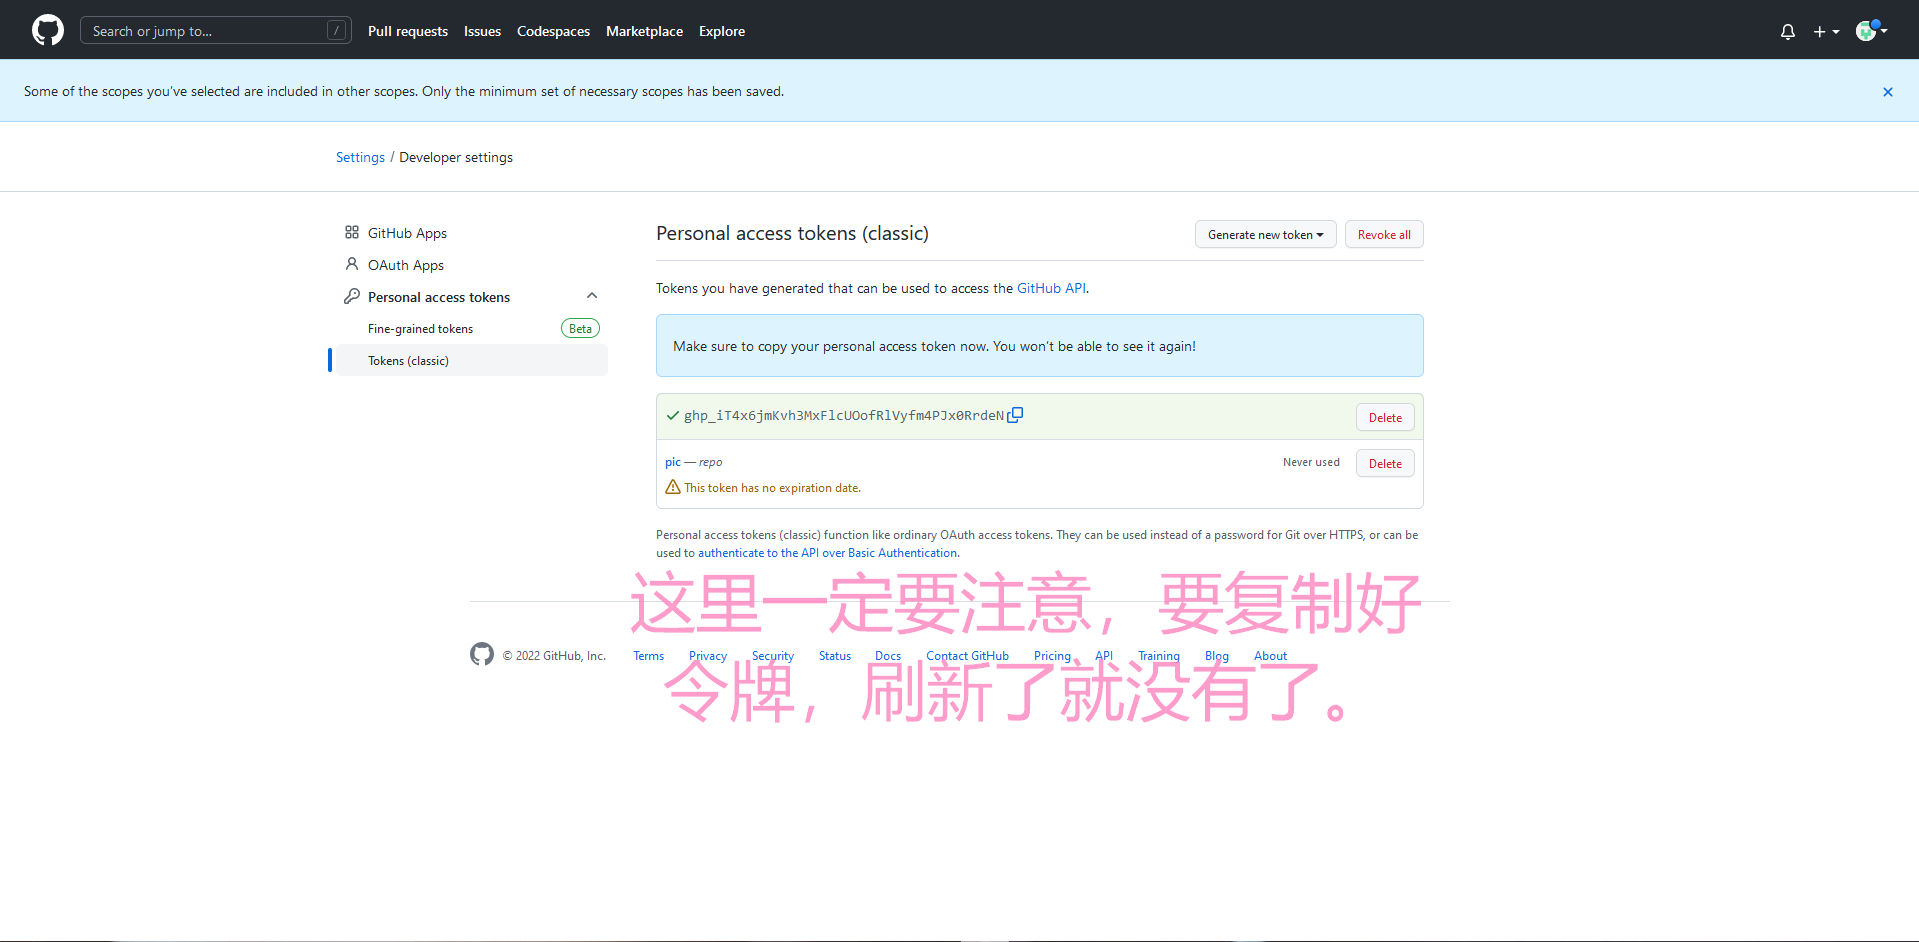 Search or jump to...
/
Pull requests
Issues
Codespaces
Marketplace
Explore
Some of the scopes you've selected are included in other scopes. Only the minimum set of necessary scopes has been saved.
Settings / Developer settings
GitHub Apps
OAuth Apps
Personal access tokens
Fine-grained tokens
Beta
Tokens (classic)
Personal access tokens (classic)
Generate new token
Revoke all
Tokens you have generated that can be used to access the GitHub API.
Make sure to copy your personal access token now. You won't be able to see it again!
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
Delete
pic — repo
Never used
Delete
This token has no expiration date.
Personal access tokens (classic) function like ordinary OAuth access tokens. They can be used instead of a password for Git over HTTPS, or can be
used to authenticate to the API over Basic Authentication.
这里一定要注意，要复制好
© 2022 GitHub, Inc.
Terms
Privacy
Security
Status
Docs
Contact GitHub
Pricing
API
Training
Blog
About
令牌，刷新了就没有了。